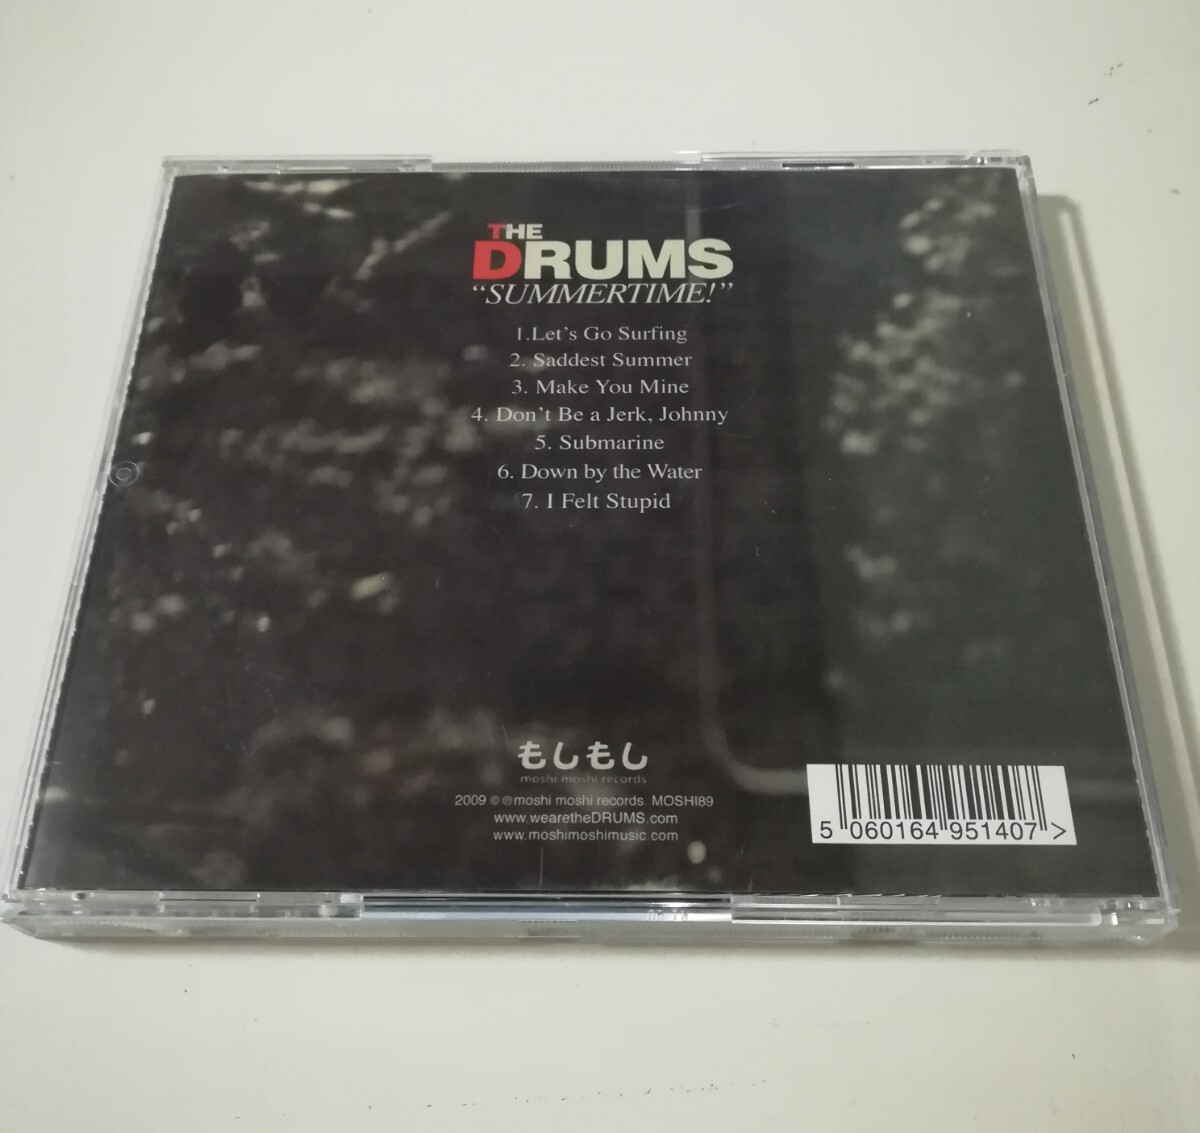 THE
DRUMS
“SUMMERTIME!”
1.Let's Go Surfing
2. Saddest Summer
3. Make You Mine
4. Don't Be a Jerk, Johnny
5. Submarine
6. Down by the Water
7. I Felt Stupid
もしもし
moshi moshi records
2009 ©℗moshi moshi records. MOSHI89
www.wearetheDRUMS.com
www.moshimoshimusic.com
5 060164 951407 >